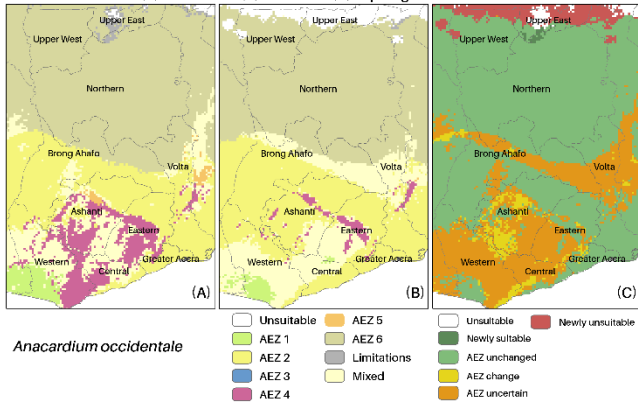 Upper East
Upper West
Northern
Brong Ahafo
Volta
Ashanti
Eastern
Western
Central
Greater Accra
(A)
Upper East
Upper West
Northern
Brong Ahafo
Volta
Ashanti
Eastern
Western
Central
Greater Accra
(B)
Upper East
Upper West
Northern
Brong Ahafo
Volta
Ashanti
Eastern
Western
Central
Greater Accra
(C)
Anacardium occidentale
Unsuitable
AEZ 1
AEZ 2
AEZ 3
AEZ 4
AEZ 5
AEZ 6
Limitations
Mixed
Unsuitable
Newly suitable
AEZ unchanged
AEZ change
AEZ uncertain
Newly unsuitable